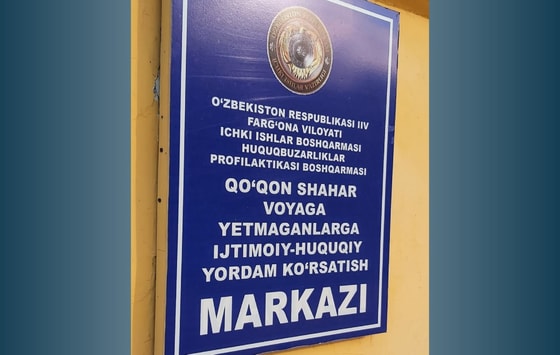 O‘ZBEKISTON RESPUBLIKASI IIV
FARG‘ONA VILOYATI
ICHKI ISHLAR BOSHQARMASI
HUQUQBUZARLIKLAR
PROFILAKTIKASI BOSHQARMASI
QO‘QON SHAHAR
VOYAGA
YETMAGANLARGA
IJTIMOIY-HUQUQIY
YORDAM KO‘RSATISH
MARKAZI